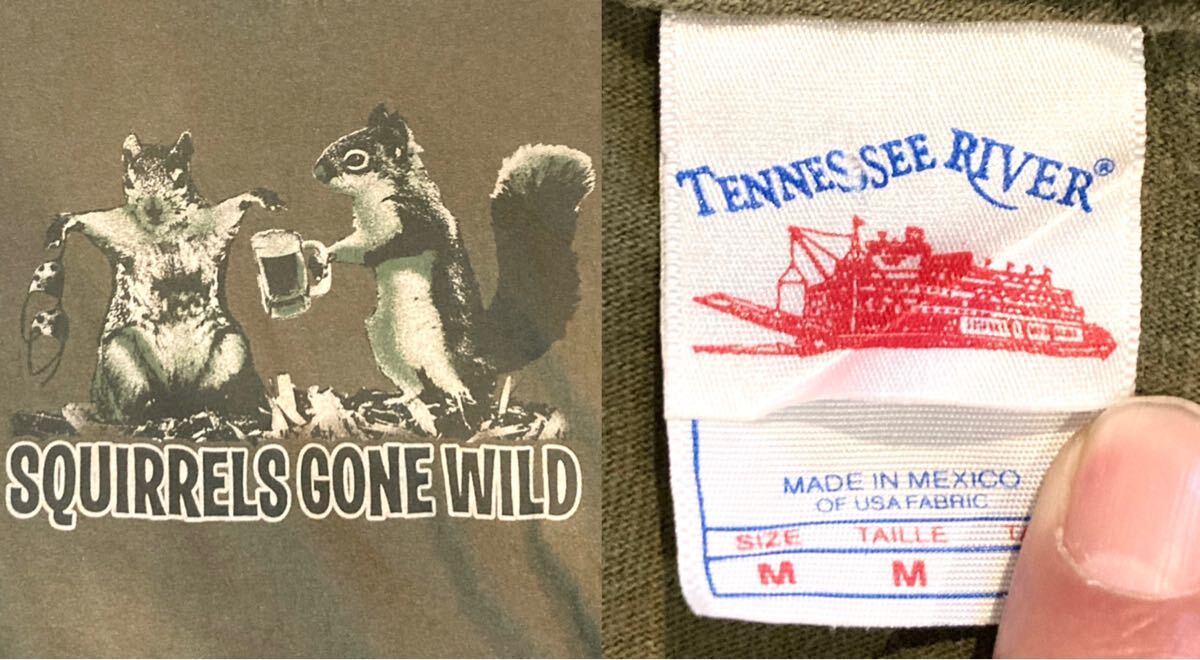 SQUIRRELS GONE WILD
TENNESSEE RIVER®
MADE IN MEXICO
OF USA FABRIC
SIZE TAILLE
M M